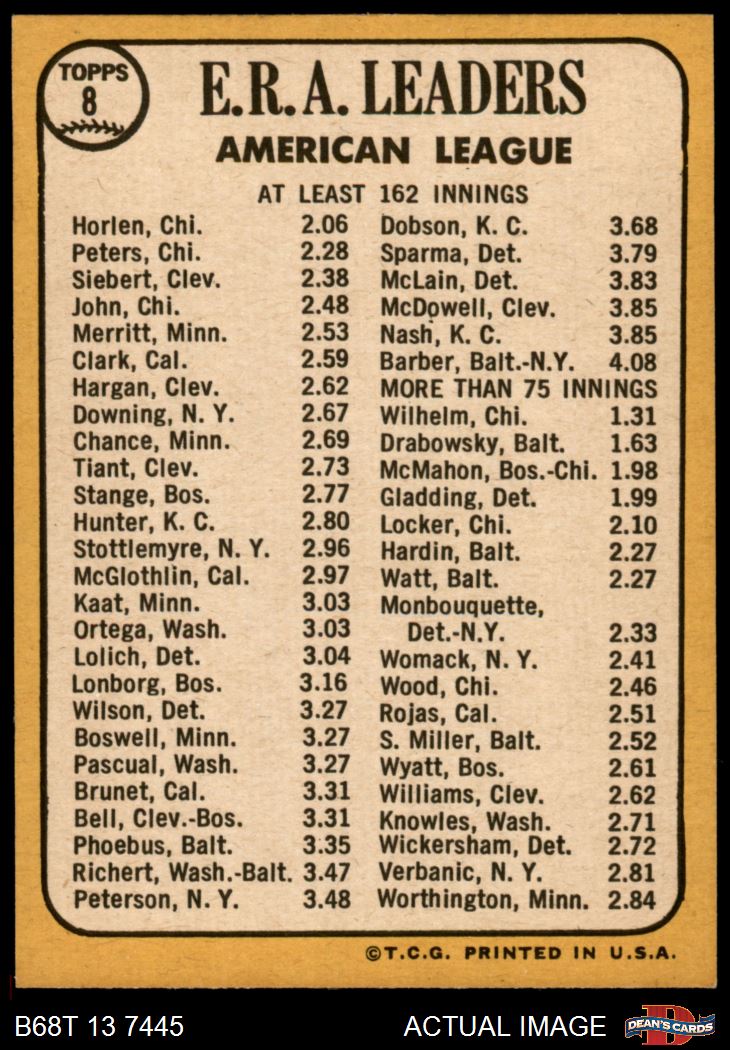 TOPPS
8
E.R.A. LEADERS
AMERICAN LEAGUE
AT LEAST 162 INNINGS
Horlen, Chi. 2.06
Peters, Chi. 2.28
Siebert, Clev. 2.38
John, Chi. 2.48
Merritt, Minn. 2.53
Clark, Cal. 2.59
Hargan, Clev. 2.62
Downing, N. Y. 2.67
Chance, Minn. 2.69
Tiant, Clev. 2.73
Stange, Bos. 2.77
Hunter, K. C. 2.80
Stottlemyre, N. Y. 2.96
McGlothlin, Cal. 2.97
Kaat, Minn. 3.03
Ortega, Wash. 3.03
Lolich, Det. 3.04
Lonborg, Bos. 3.16
Wilson, Det. 3.27
Boswell, Minn. 3.27
Pascual, Wash. 3.27
Brunet, Cal. 3.31
Bell, Clev.-Bos. 3.31
Phoebus, Balt. 3.35
Richert, Wash.-Balt. 3.47
Peterson, N. Y. 3.48
Dobson, K. C. 3.68
Sparma, Det. 3.79
McLain, Det. 3.83
McDowell, Clev. 3.85
Nash, K. C. 3.85
Barber, Balt.-N.Y. 4.08
MORE THAN 75 INNINGS
Wilhelm, Chi. 1.31
Drabowsky, Balt. 1.63
McMahon, Bos.-Chi. 1.98
Gladding, Det. 1.99
Locker, Chi. 2.10
Hardin, Balt. 2.27
Watt, Balt. 2.27
Monbouquette,
Det.-N.Y. 2.33
Womack, N. Y. 2.41
Wood, Chi. 2.46
Rojas, Cal. 2.51
S. Miller, Balt. 2.52
Wyatt, Bos. 2.61
Williams, Clev. 2.62
Knowles, Wash. 2.71
Wickersham, Det. 2.72
Verbanic, N. Y. 2.81
Worthington, Minn. 2.84
©T.C.G. PRINTED IN U.S.A.
B68T 13 7445
ACTUAL IMAGE
D
DEAN'S CARDS